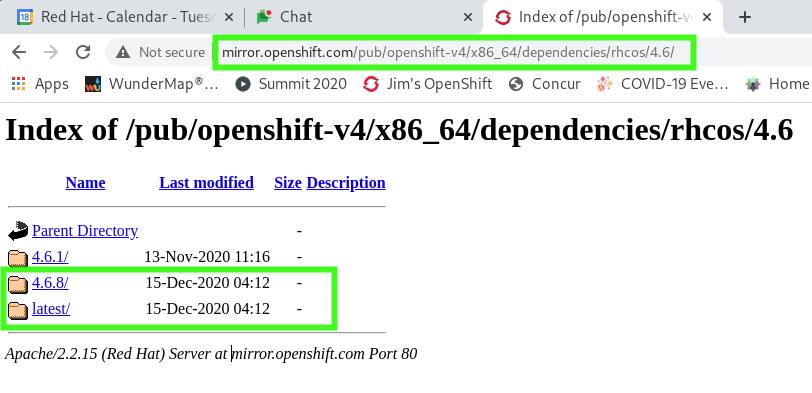 18 Red Hat - Calendar - Tues
Chat
Index of /pub/openshift-v
Not secure mirror.openshift.com/pub/openshift-v4/x86_64/dependencies/rhcos/4.6/
Apps WunderMap®... Summit 2020 Jim's OpenShift Concur COVID-19 Eve... Home
Index of /pub/openshift-v4/x86_64/dependencies/rhcos/4.6
Name Last modified Size Description
Parent Directory -
4.6.1/ 13-Nov-2020 11:16 -
4.6.8/ 15-Dec-2020 04:12 -
latest/ 15-Dec-2020 04:12 -
Apache/2.2.15 (Red Hat) Server at mirror.openshift.com Port 80